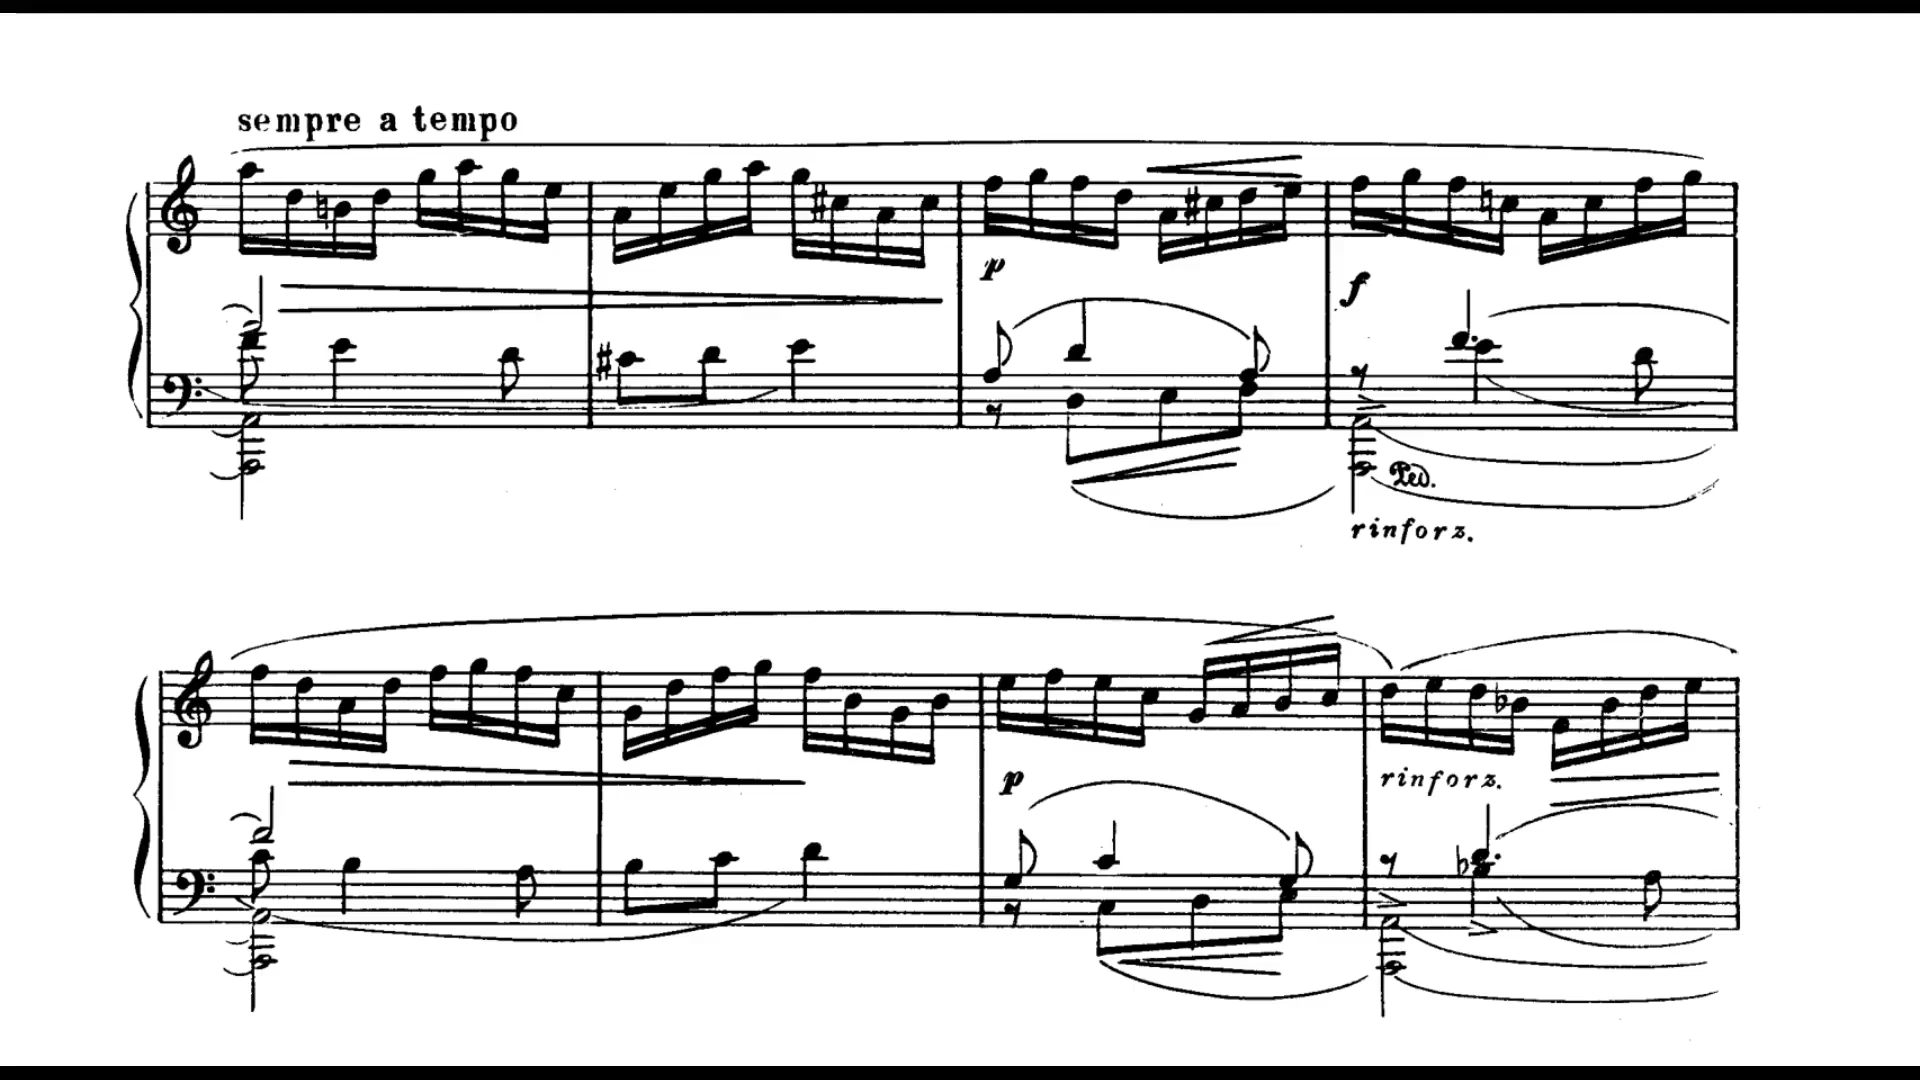 sempre a tempo
p
f
Ped.
rinforz.
p
rinforz.